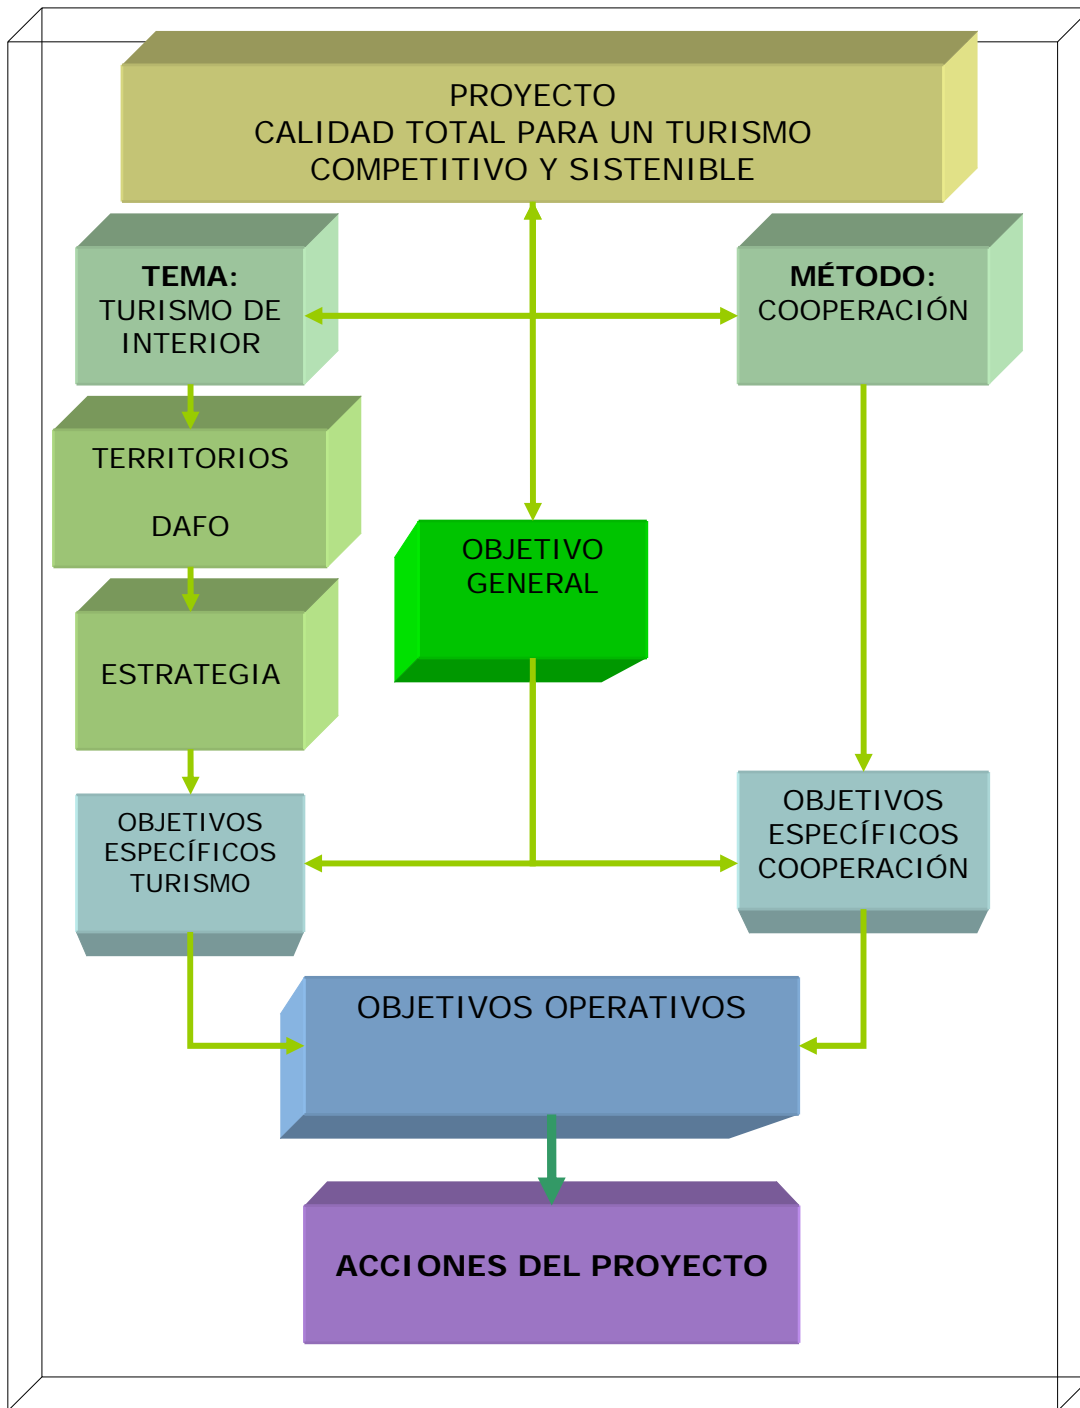 PROYECTO
CALIDAD TOTAL PARA UN TURISMO
COMPETITIVO Y SISTENIBLE
TEMA:
TURISMO DE
INTERIOR
MÉTODO:
COOPERACIÓN
TERRITORIOS
DAFO
OBJETIVO
GENERAL
ESTRATEGIA
OBJETIVOS
ESPECÍFICOS
TURISMO
OBJETIVOS
ESPECÍFICOS
COOPERACIÓN
OBJETIVOS OPERATIVOS
ACCIONES DEL PROYECTO